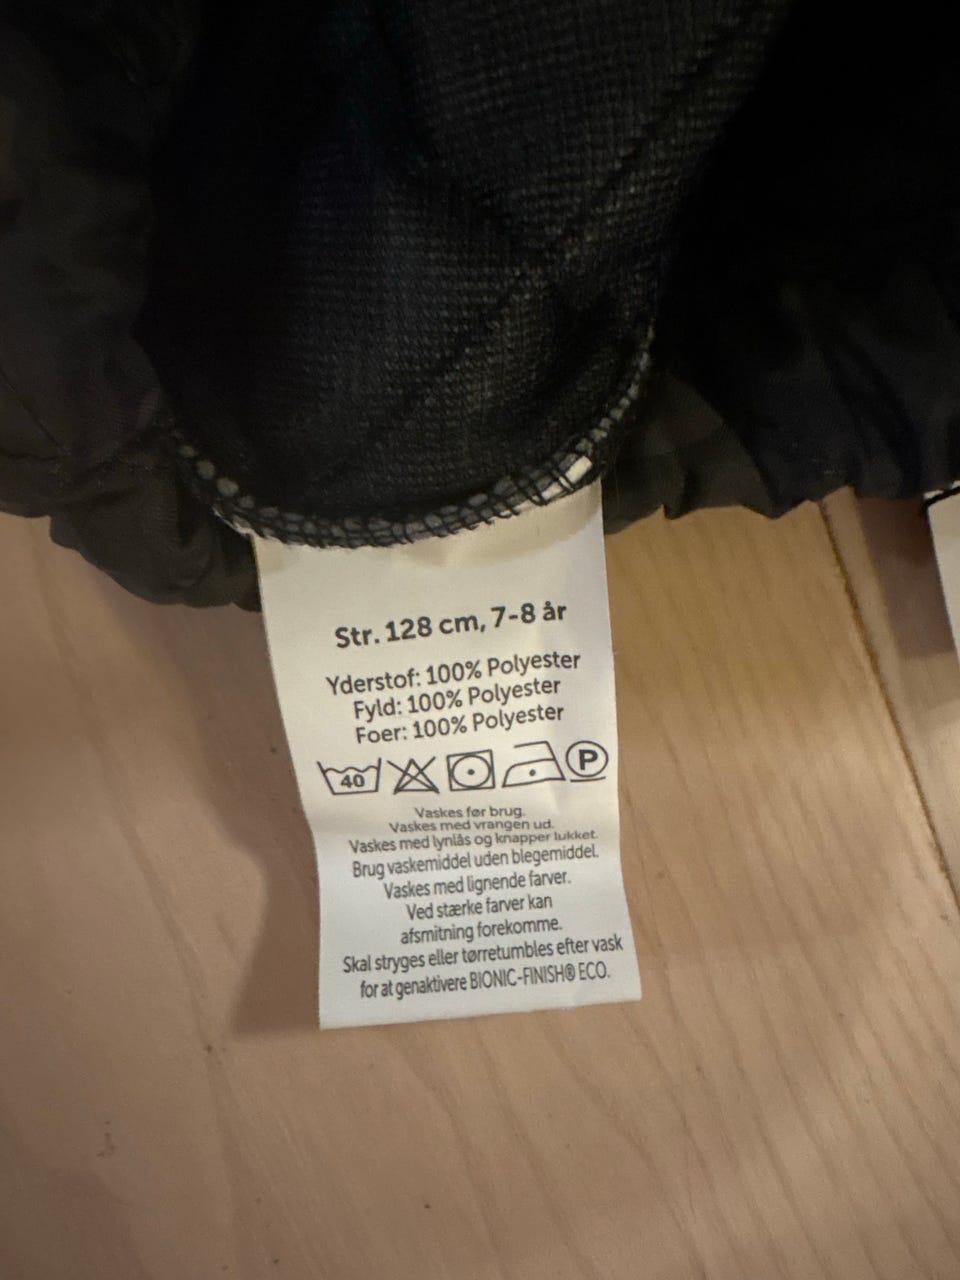 Str. 128 cm, 7-8 år
Yderstof: 100% Polyester
Fyld: 100% Polyester
Foer: 100% Polyester
40 P
Vaskes før brug.
Vaskes med vrangen ud.
Vaskes med lynlås og knapper lukket.
Brug vaskemiddel uden blegemiddel.
Vaskes med lignende farver.
Ved stærke farver kan
afsmitning forekomme.
Skal stryges eller tørretumbles efter vask
for at genaktivere BIONIC-FINISH® ECO.